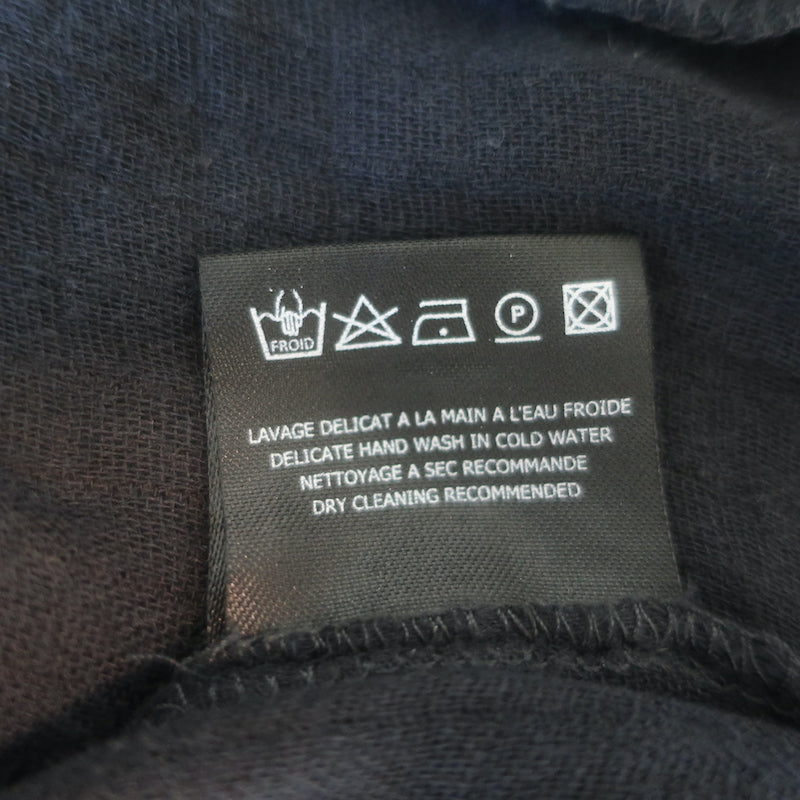 FROID P
LAVAGE DELICAT A LA MAIN A L'EAU FROIDE
DELICATE HAND WASH IN COLD WATER
NETTOYAGE A SEC RECOMMANDE
DRY CLEANING RECOMMENDED